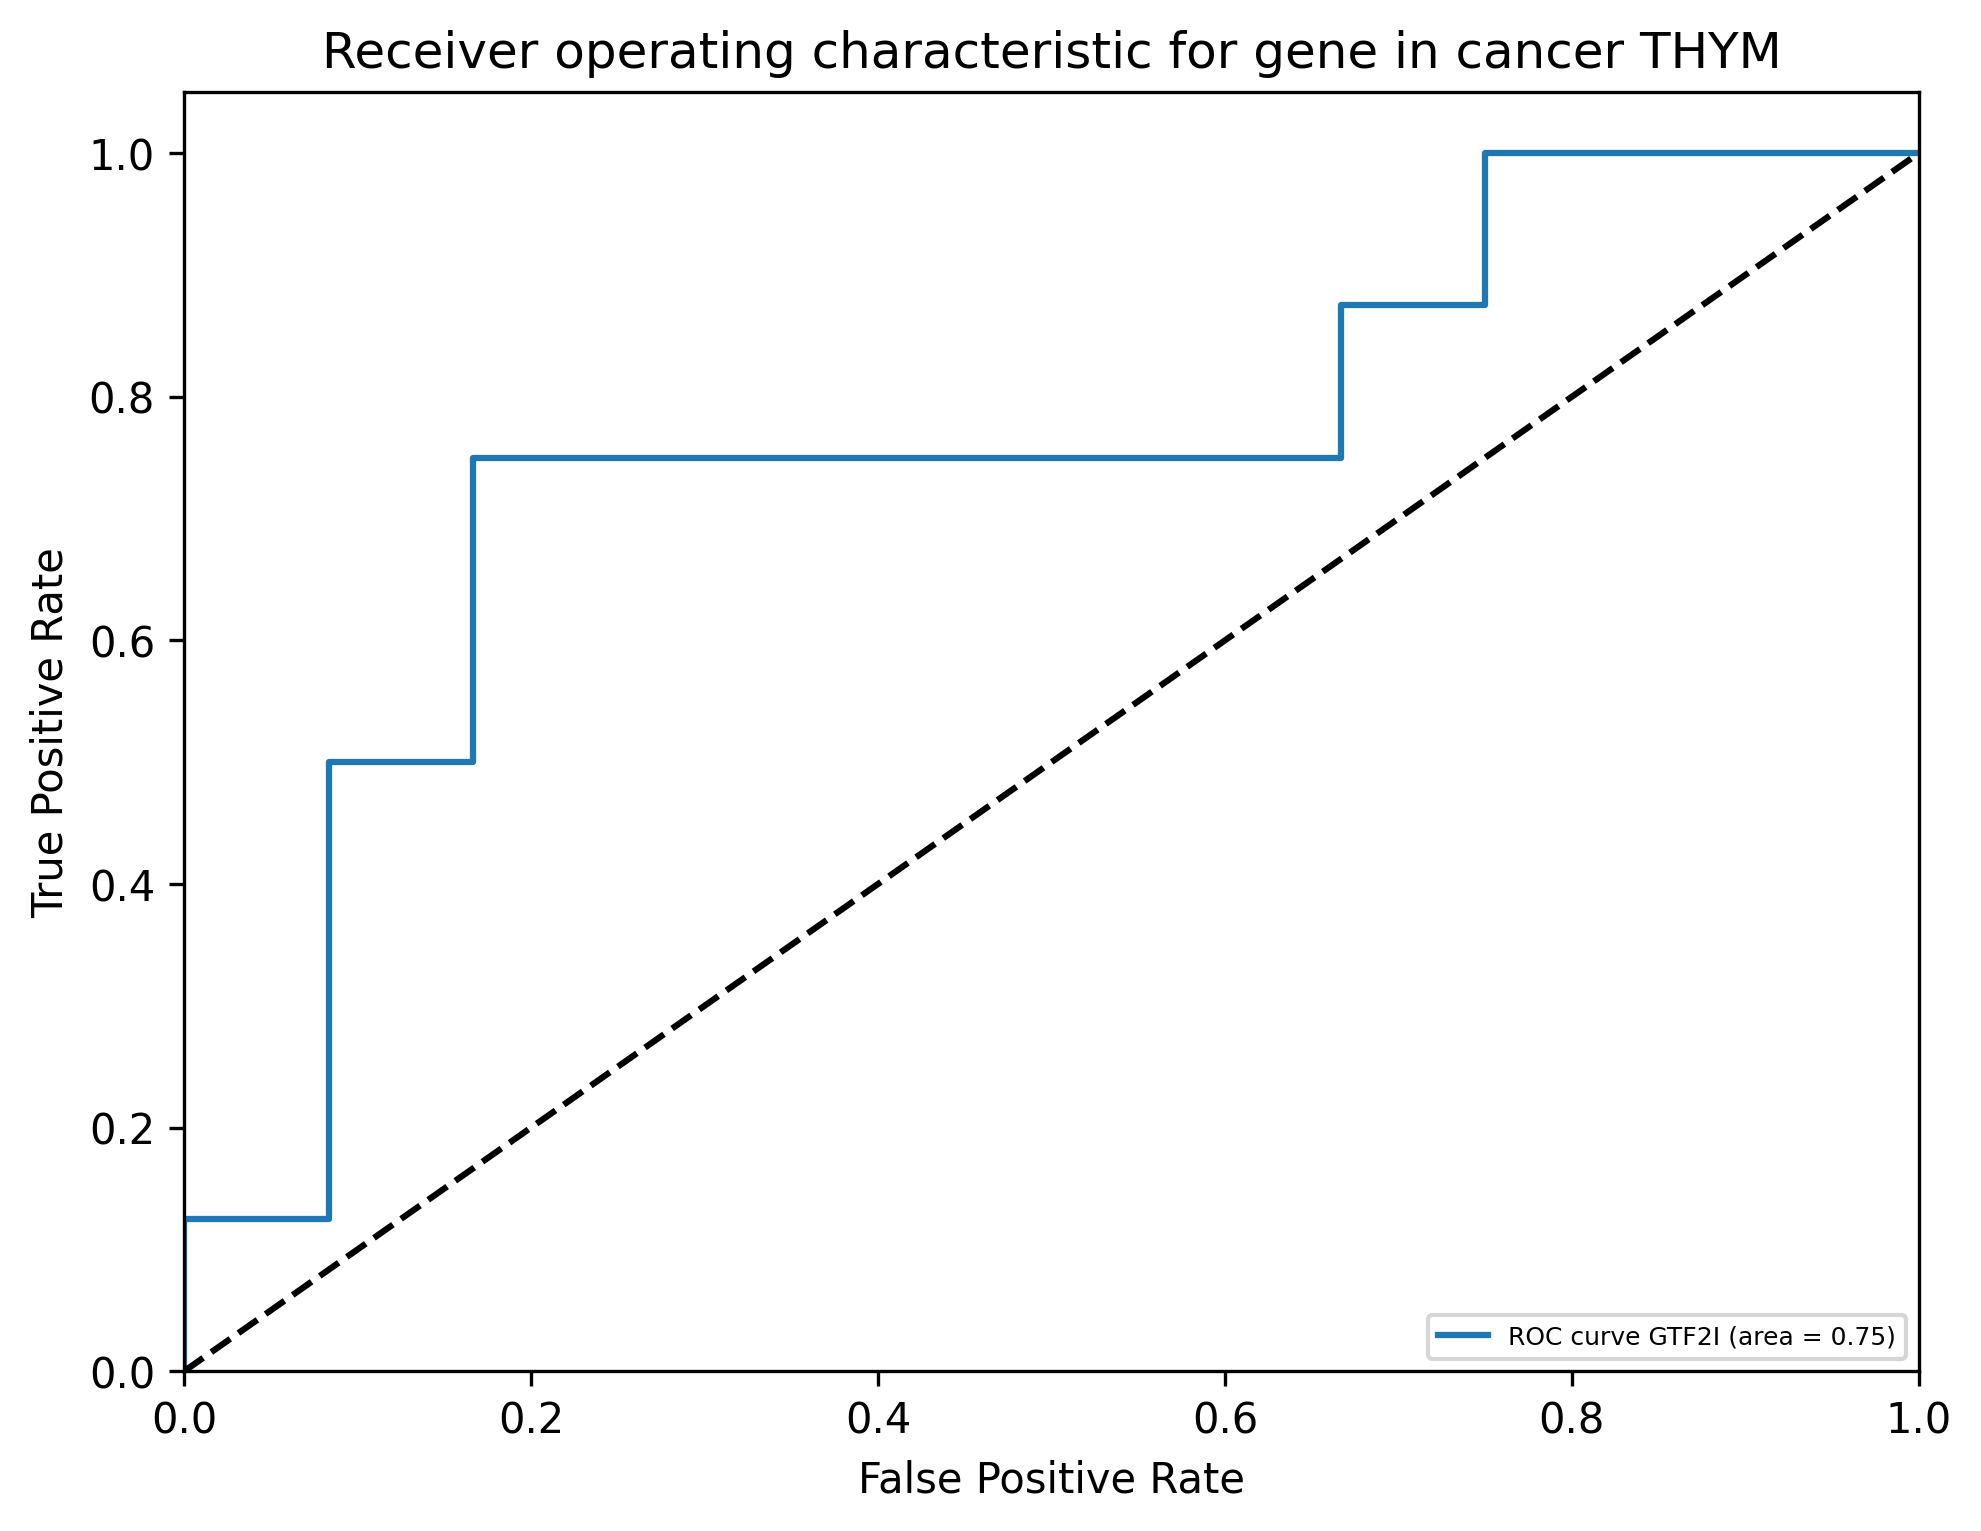 Receiver operating characteristic for gene in cancer THYM
True Positive Rate
1.0
0.8
0.6
0.4
0.2
0.0
ROC curve GTF2I (area = 0.75)
0.0 0.2 0.4 0.6 0.8 1.0
False Positive Rate